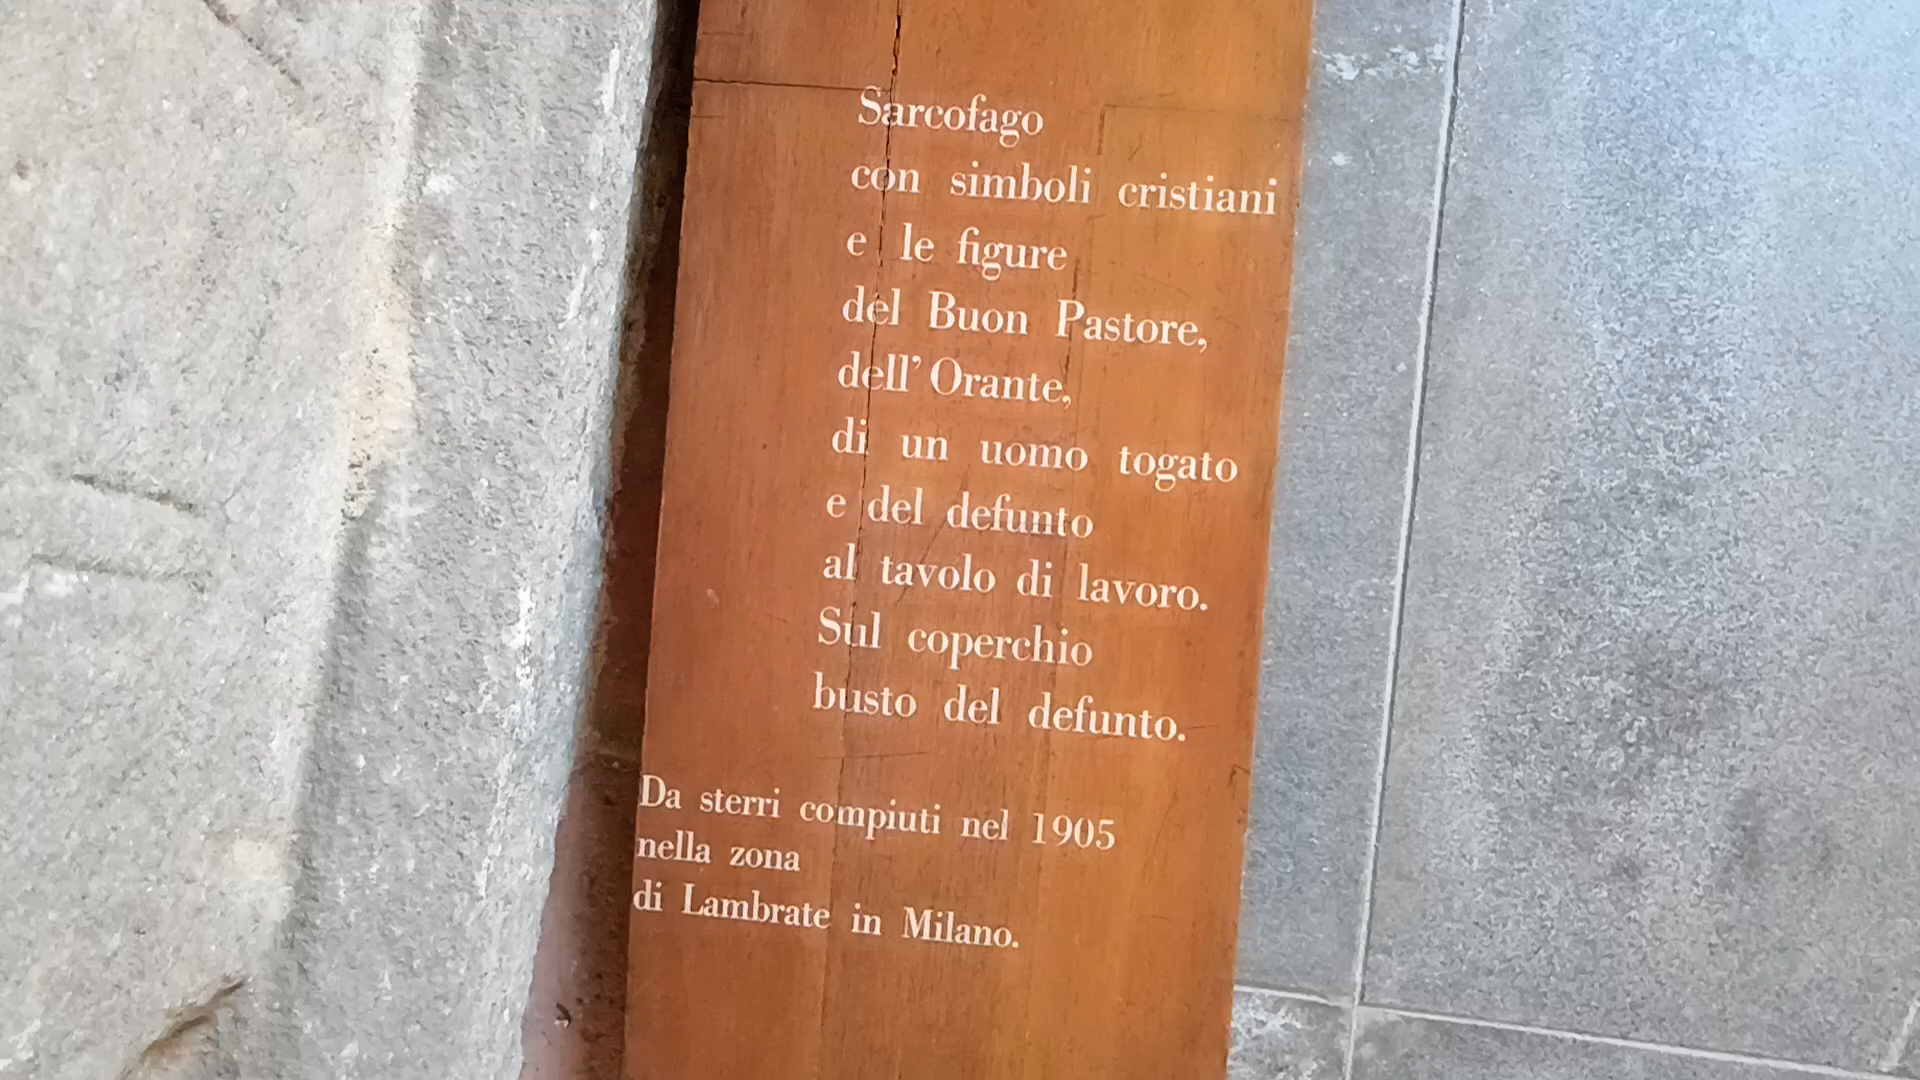 Sarcofago
con simboli cristiani
e le figure
del Buon Pastore,
dell'Orante,
di un uomo togato
e del defunto
al tavolo di lavoro.
Sul coperchio
busto del defunto.
Da sterri compiuti nel 1905
nella zona
di Lambrate in Milano.